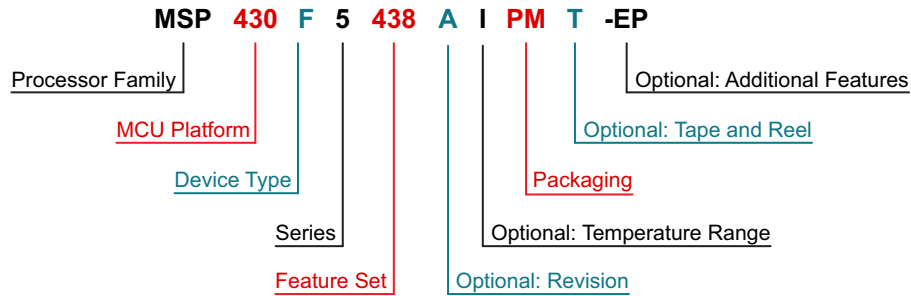 MSP 430 F 5 438 A I PM T -EP
Processor Family
Optional: Additional Features
MCU Platform
Optional: Tape and Reel
Device Type
Packaging
Series
Optional: Temperature Range
Feature Set
Optional: Revision